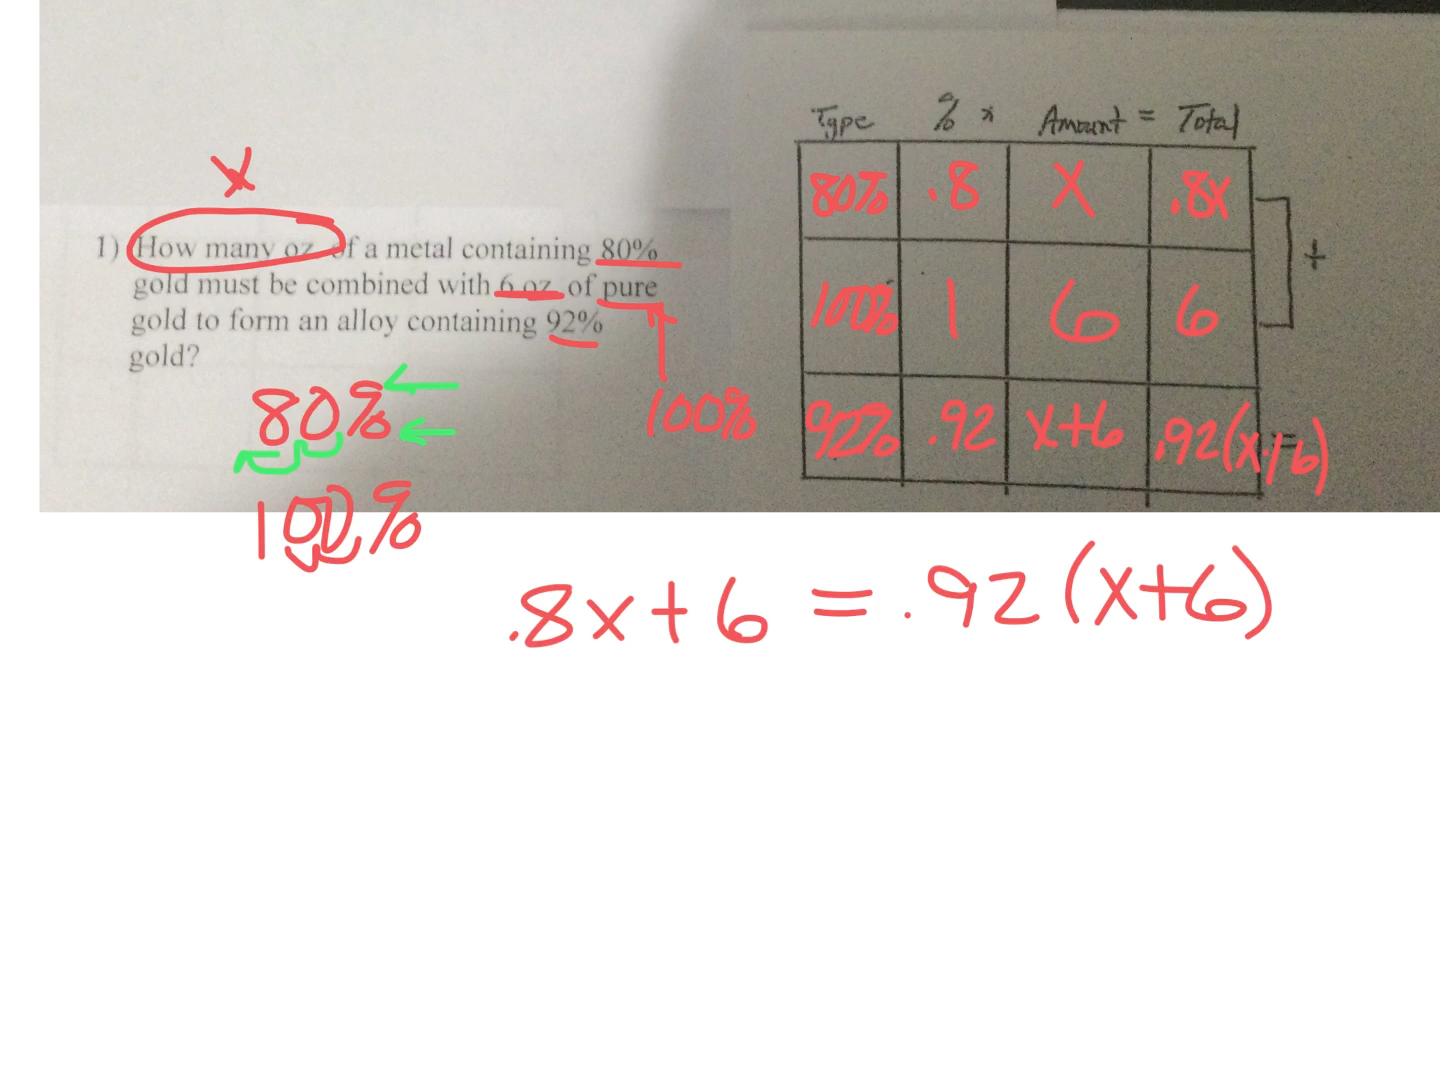 x
1) How many oz. of a metal containing 80%
gold must be combined with 6 oz. of pure
gold to form an alloy containing 92%
gold?
80%
100%
100%
Type % x Amount = Total
80% .8 x .8x
100% 1 6 6
92% .92 x+6 .92(x+6)
+
=
.8x+6 = .92(x+6)